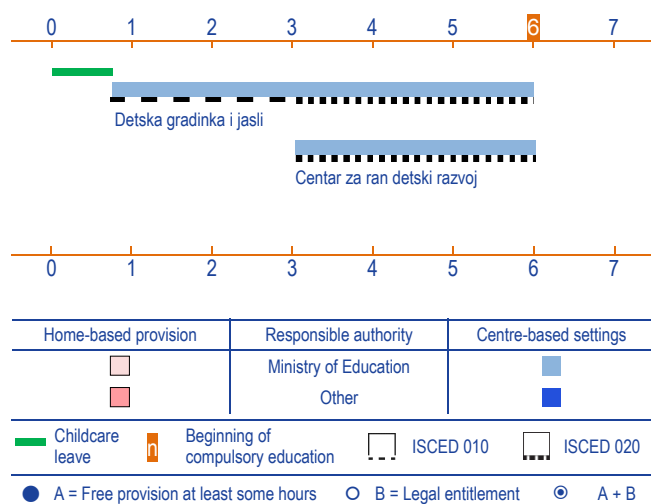 0 1 2 3 4 5 6 7
Detska gradinka i jasli
Centar za ran detski razvoj
0 1 2 3 4 5 6 7
Home-based provision Responsible authority Centre-based settings
Ministry of Education
Other
Childcare leave
n Beginning of compulsory education
ISCED 010
ISCED 020
A = Free provision at least some hours B = Legal entitlement A + B